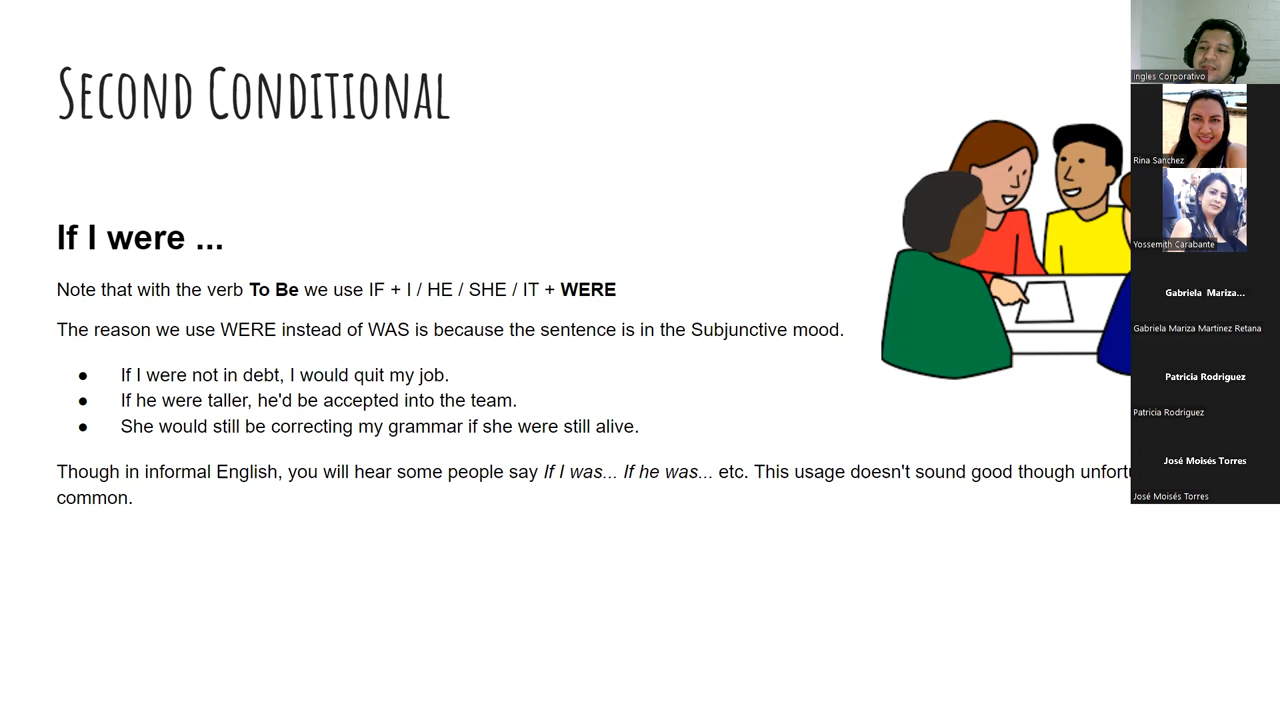 Second Conditional
If I were ...
Note that with the verb To Be we use IF + I / HE / SHE / IT + WERE
The reason we use WERE instead of WAS is because the sentence is in the Subjunctive mood.
● If I were not in debt, I would quit my job.
● If he were taller, he'd be accepted into the team.
● She would still be correcting my grammar if she were still alive.
Though in informal English, you will hear some people say If I was... If he was... etc. This usage doesn't sound good though
common.
Ingles Corporativo
Rina Sanchez
Yossemith Carabante
Gabriela Mariza...
Gabriela Mariza Martinez Retana
Patricia Rodriguez
Patricia Rodriguez
José Moisés Torres
José Moisés Torres